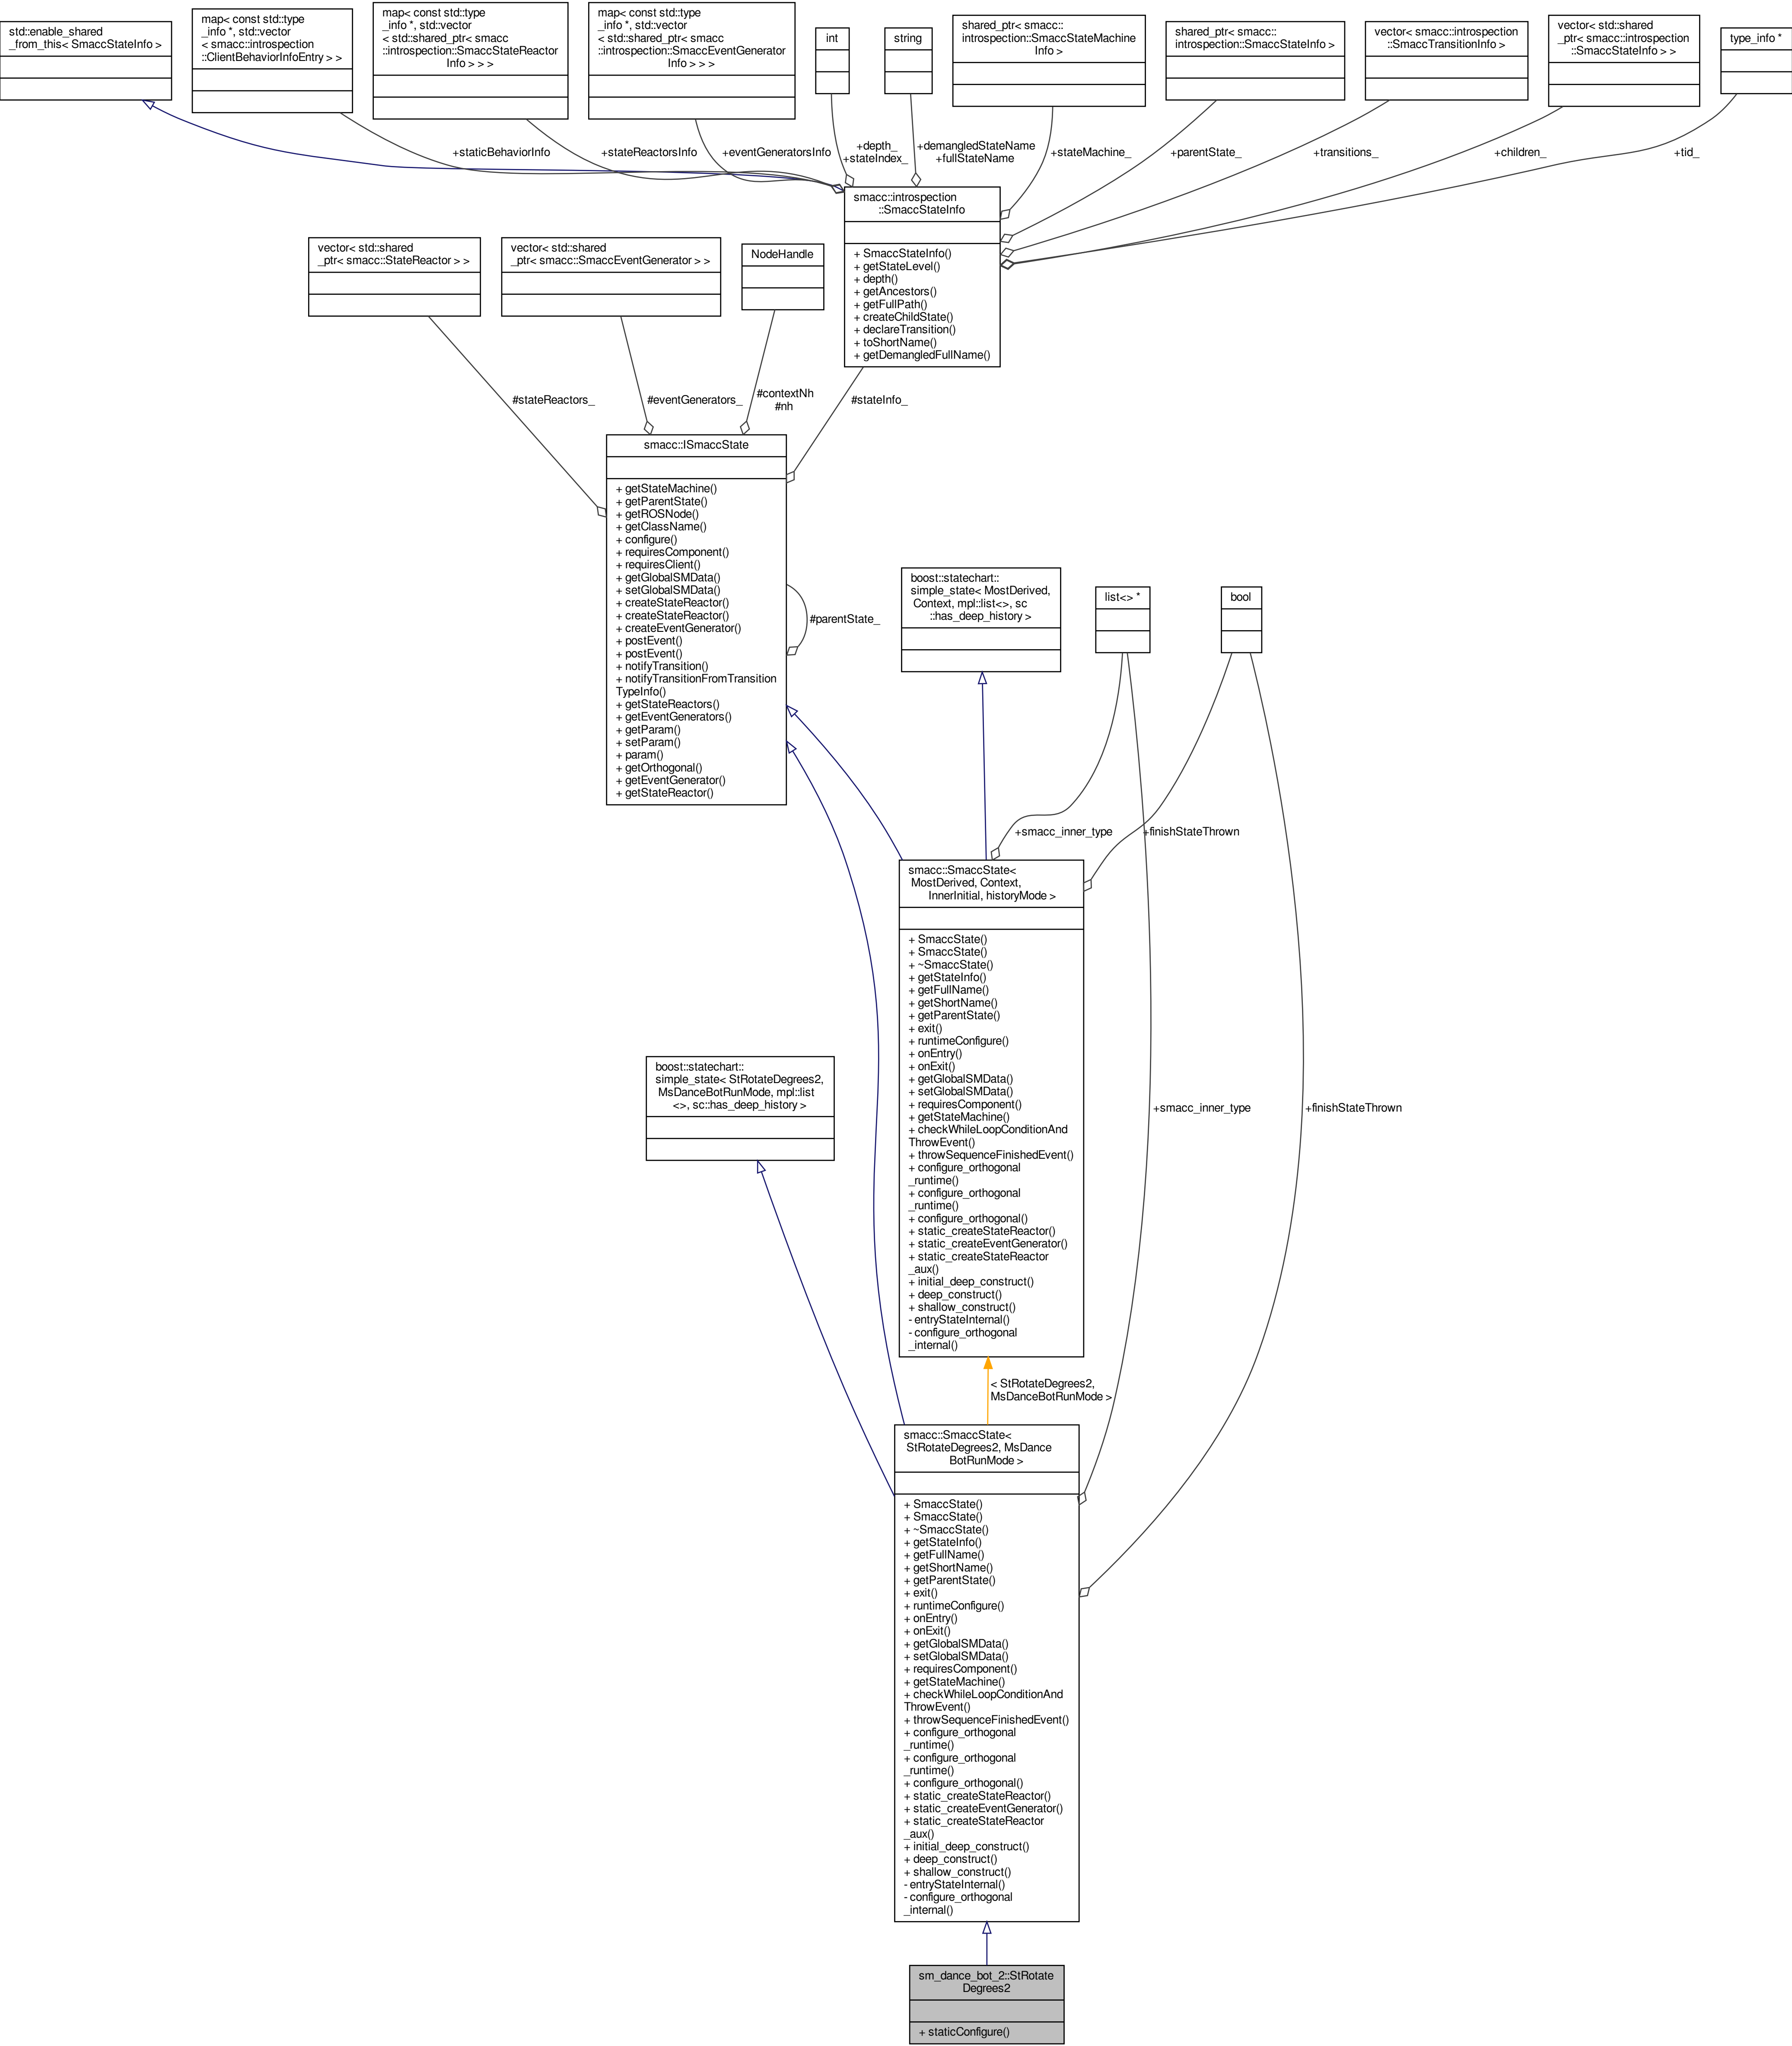 std::enable_shared
_from_this< SmaccStateInfo >
map< const std::type
_info *, std::vector
< smacc::introspection
::ClientBehaviorInfoEntry > >
map< const std::type
_info *, std::vector
< std::shared_ptr< smacc
::introspection::SmaccStateReactor
Info > > >
map< const std::type
_info *, std::vector
< std::shared_ptr< smacc
::introspection::SmaccEventGenerator
Info > > >
int
string
shared_ptr< smacc::
introspection::SmaccStateMachine
Info >
shared_ptr< smacc::
introspection::SmaccStateInfo >
vector< smacc::introspection
::SmaccTransitionInfo >
vector< std::shared
_ptr< smacc::introspection
::SmaccStateInfo > >
type_info *
+staticBehaviorInfo
+stateReactorsInfo
+eventGeneratorsInfo
+depth_
+stateIndex_
+demangledStateName
+fullStateName
+stateMachine_
+parentState_
+transitions_
+children_
+tid_
smacc::introspection
::SmaccStateInfo
+ SmaccStateInfo()
+ getStateLevel()
+ depth()
+ getAncestors()
+ getFullPath()
+ createChildState()
+ declareTransition()
+ toShortName()
+ getDemangledFullName()
vector< std::shared
_ptr< smacc::StateReactor > >
vector< std::shared
_ptr< smacc::SmaccEventGenerator > >
NodeHandle
#stateReactors_
#eventGenerators_
#contextNh
#nh
#stateInfo_
smacc::ISmaccState
+ getStateMachine()
+ getParentState()
+ getROSNode()
+ getClassName()
+ configure()
+ requiresComponent()
+ requiresClient()
+ getGlobalSMData()
+ setGlobalSMData()
+ createStateReactor()
+ createStateReactor()
+ createEventGenerator()
+ postEvent()
+ postEvent()
+ notifyTransition()
+ notifyTransitionFromTransition
TypeInfo()
+ getStateReactors()
+ getEventGenerators()
+ getParam()
+ setParam()
+ param()
+ getOrthogonal()
+ getEventGenerator()
+ getStateReactor()
#parentState_
boost::statechart::
simple_state< MostDerived,
Context, mpl::list<>, sc
::has_deep_history >
list<> *
bool
+smacc_inner_type
+finishStateThrown
smacc::SmaccState<
MostDerived, Context,
InnerInitial, historyMode >
+ SmaccState()
+ SmaccState()
+ ~SmaccState()
+ getStateInfo()
+ getFullName()
+ getShortName()
+ getParentState()
+ exit()
+ runtimeConfigure()
+ onEntry()
+ onExit()
+ getGlobalSMData()
+ setGlobalSMData()
+ requiresComponent()
+ getStateMachine()
+ checkWhileLoopConditionAnd
ThrowEvent()
+ throwSequenceFinishedEvent()
+ configure_orthogonal
_runtime()
+ configure_orthogonal
_runtime()
+ configure_orthogonal()
+ static_createStateReactor()
+ static_createEventGenerator()
+ static_createStateReactor
_aux()
+ initial_deep_construct()
+ deep_construct()
+ shallow_construct()
- entryStateInternal()
- configure_orthogonal
_internal()
boost::statechart::
simple_state< StRotateDegrees2,
MsDanceBotRunMode, mpl::list
<>, sc::has_deep_history >
+smacc_inner_type
+finishStateThrown
< StRotateDegrees2,
MsDanceBotRunMode >
smacc::SmaccState<
StRotateDegrees2, MsDance
BotRunMode >
+ SmaccState()
+ SmaccState()
+ ~SmaccState()
+ getStateInfo()
+ getFullName()
+ getShortName()
+ getParentState()
+ exit()
+ runtimeConfigure()
+ onEntry()
+ onExit()
+ getGlobalSMData()
+ setGlobalSMData()
+ requiresComponent()
+ getStateMachine()
+ checkWhileLoopConditionAnd
ThrowEvent()
+ throwSequenceFinishedEvent()
+ configure_orthogonal
_runtime()
+ configure_orthogonal
_runtime()
+ configure_orthogonal()
+ static_createStateReactor()
+ static_createEventGenerator()
+ static_createStateReactor
_aux()
+ initial_deep_construct()
+ deep_construct()
+ shallow_construct()
- entryStateInternal()
- configure_orthogonal
_internal()
sm_dance_bot_2::StRotate
Degrees2
+ staticConfigure()